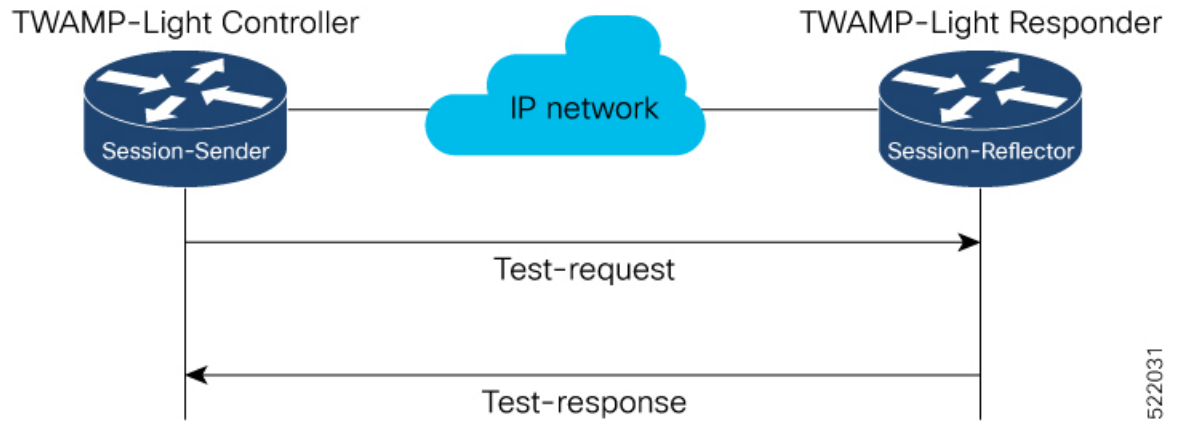 TWAMP-Light Controller
TWAMP-Light Responder
IP network
Session-Sender
Session-Reflector
Test-request
Test-response
522031